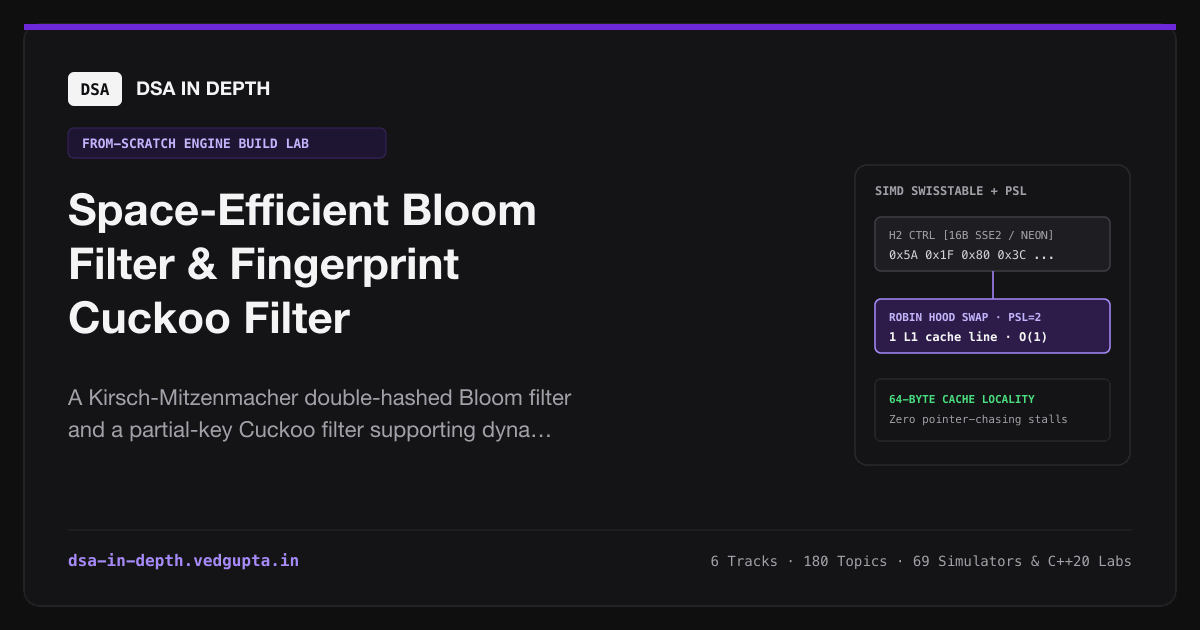 DSA
DSA IN DEPTH
FROM-SCRATCH ENGINE BUILD LAB
Space-Efficient Bloom
Filter & Fingerprint
Cuckoo Filter
A Kirsch-Mitzenmacher double-hashed Bloom filter
and a partial-key Cuckoo filter supporting dyna…
SIMD SWISSTABLE + PSL
H2 CTRL [16B SSE2 / NEON]
0x5A 0x1F 0x80 0x3C ...
ROBIN HOOD SWAP · PSL=2
1 L1 cache line · O(1)
64-BYTE CACHE LOCALITY
Zero pointer-chasing stalls
dsa-in-depth.vedgupta.in
6 Tracks · 180 Topics · 69 Simulators & C++20 Labs